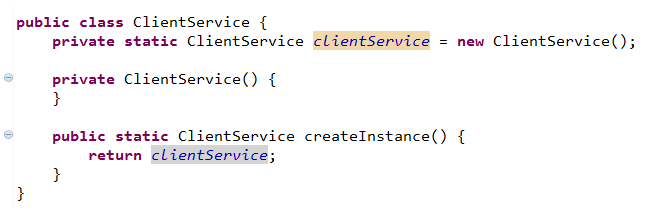 public class ClientService {
    private static ClientService clientService = new ClientService();
    private ClientService() {
    }
    public static ClientService createInstance() {
        return clientService;
    }
}